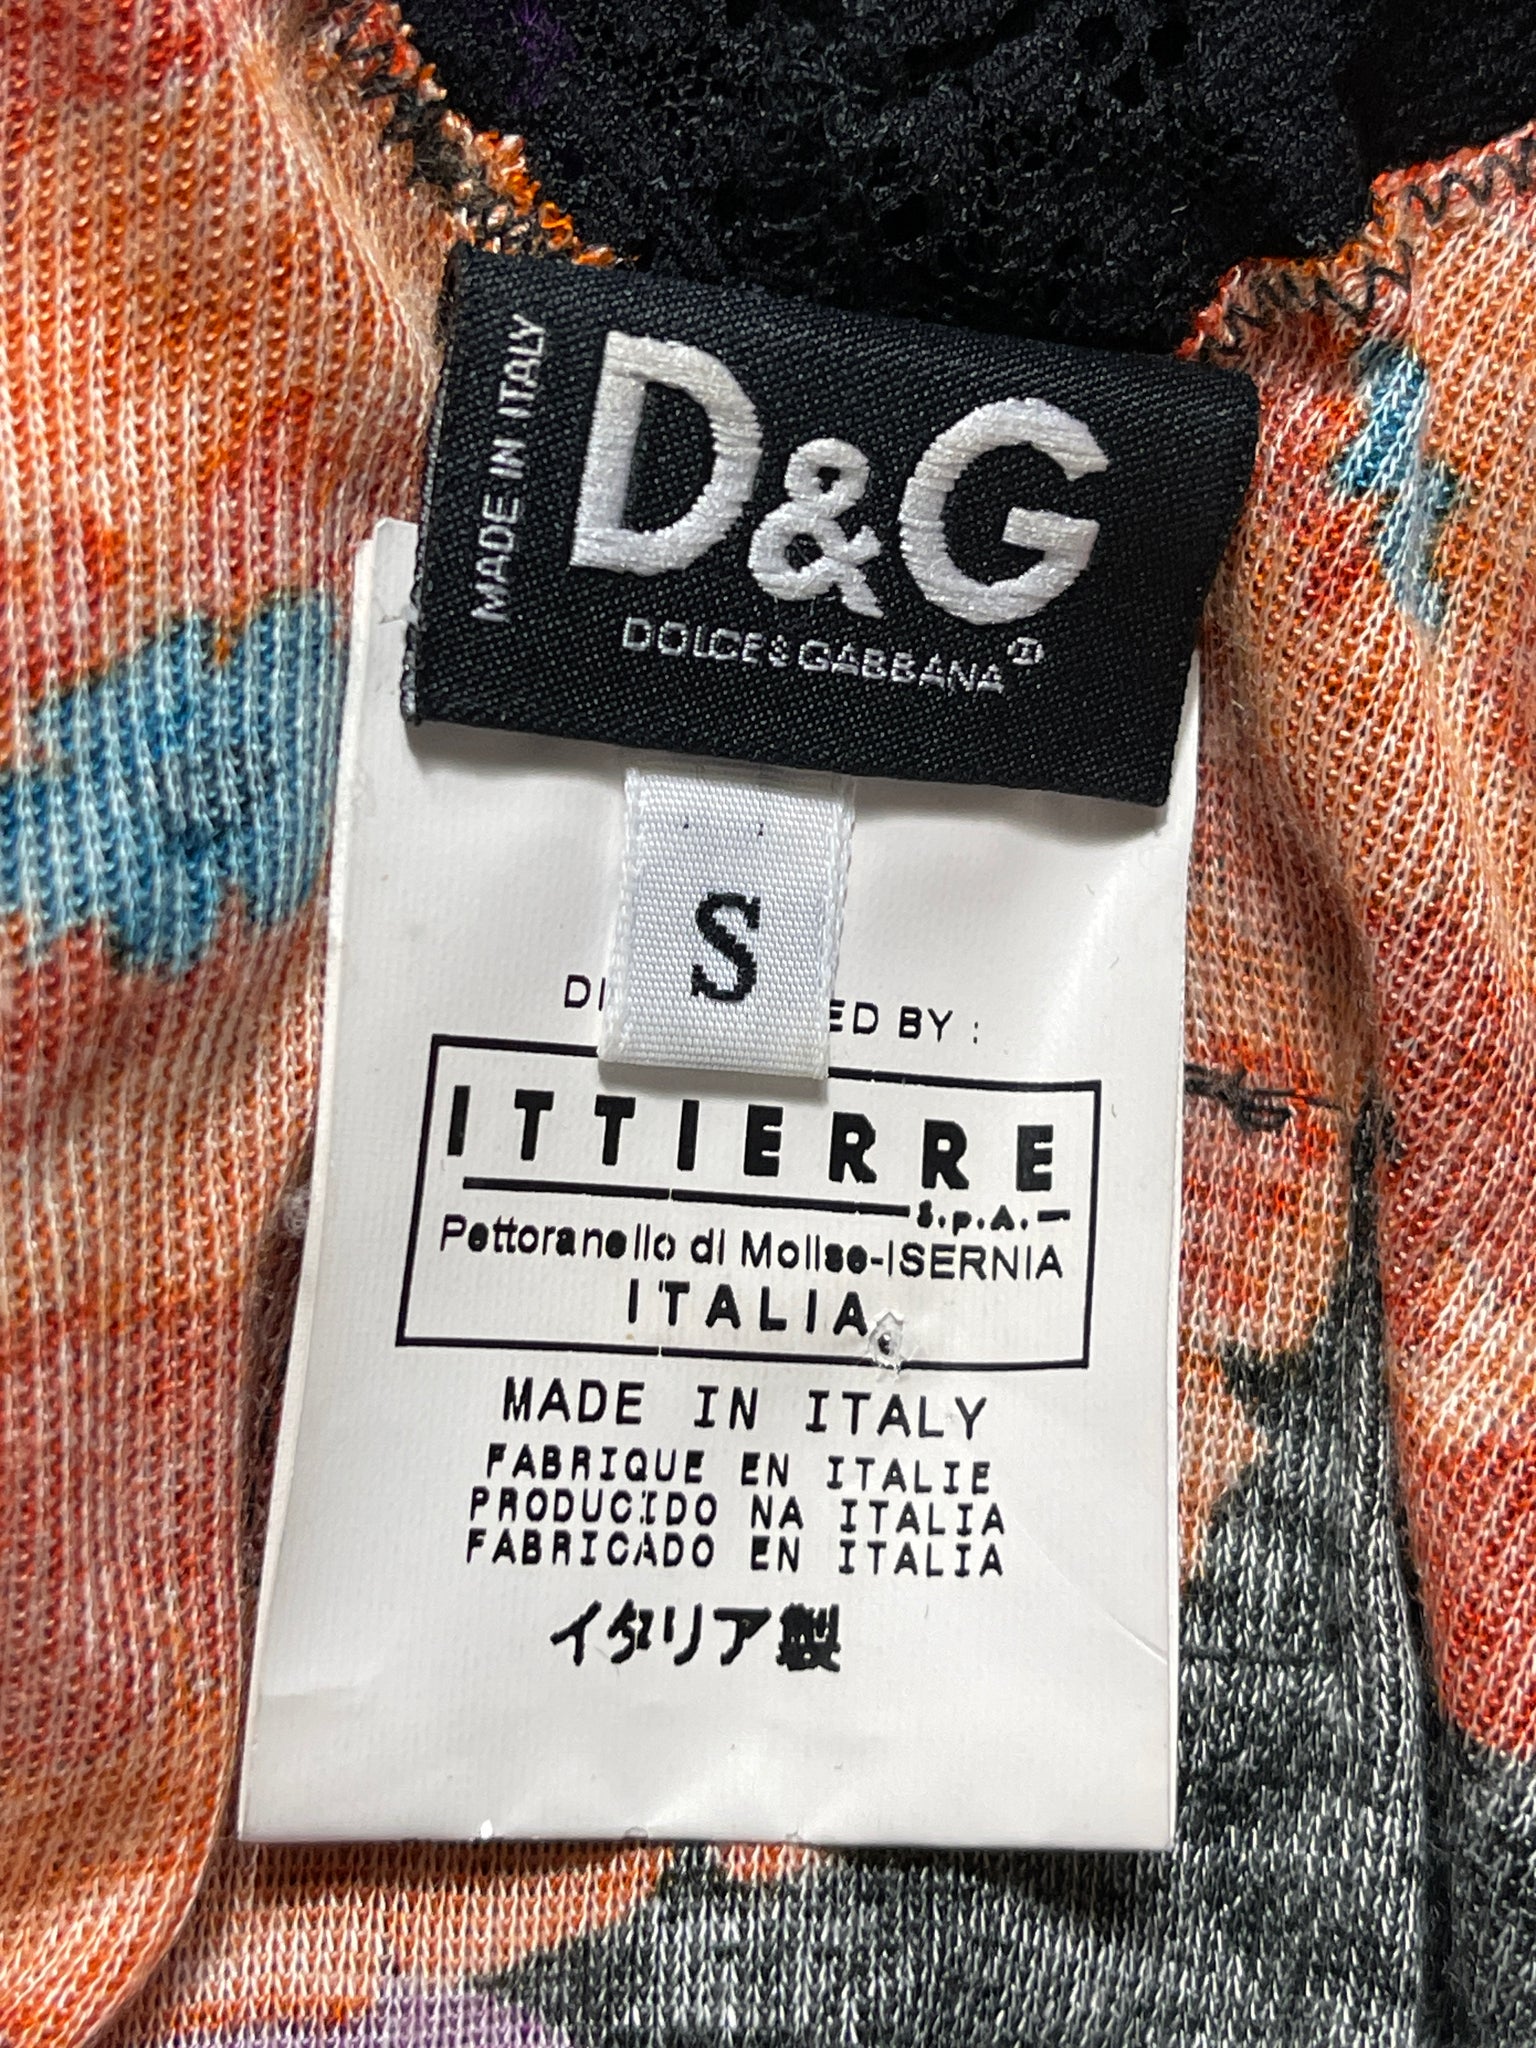 MADE IN ITALY
D&G
DOLCE&GABBANA®
S
ED BY :
ITTIERRE
S.p.A.
Pettoranello di Molise-ISERNIA
ITALIA
MADE IN ITALY
FABRIQUE EN ITALIE
PRODUCIDO NA ITALIA
FABRICADO EN ITALIA
イタリア製